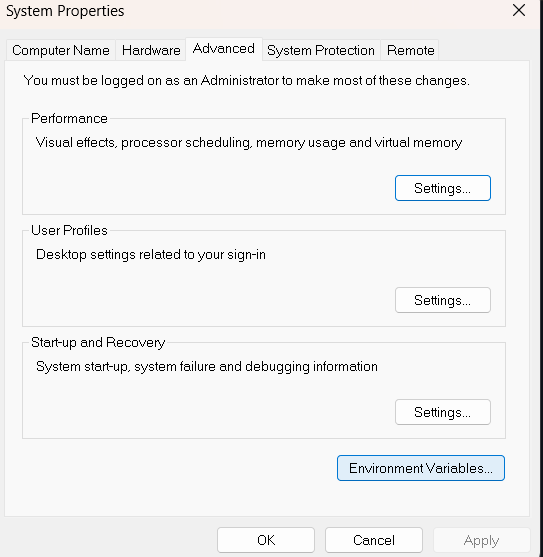 System Properties
Computer Name Hardware Advanced System Protection Remote
You must be logged on as an Administrator to make most of these changes.
Performance
Visual effects, processor scheduling, memory usage and virtual memory
Settings...
User Profiles
Desktop settings related to your sign-in
Settings...
Start-up and Recovery
System start-up, system failure and debugging information
Settings...
Environment Variables...
OK Cancel Apply